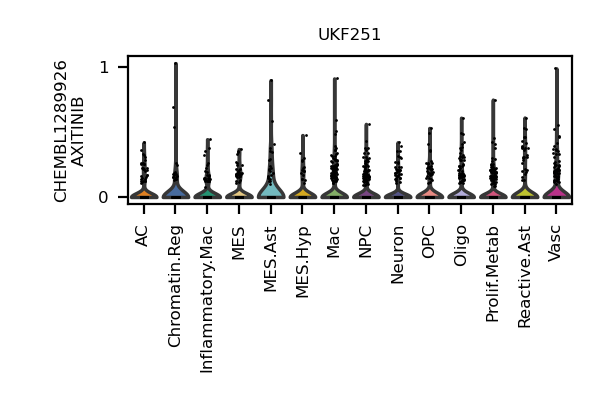 UKF251
CHEMBL1289926
AXITINIB
1
0
AC
Chromatin.Reg
Inflammatory.Mac
MES
MES.Ast
MES.Hyp
Mac
NPC
Neuron
OPC
Oligo
Prolif.Metab
Reactive.Ast
Vasc